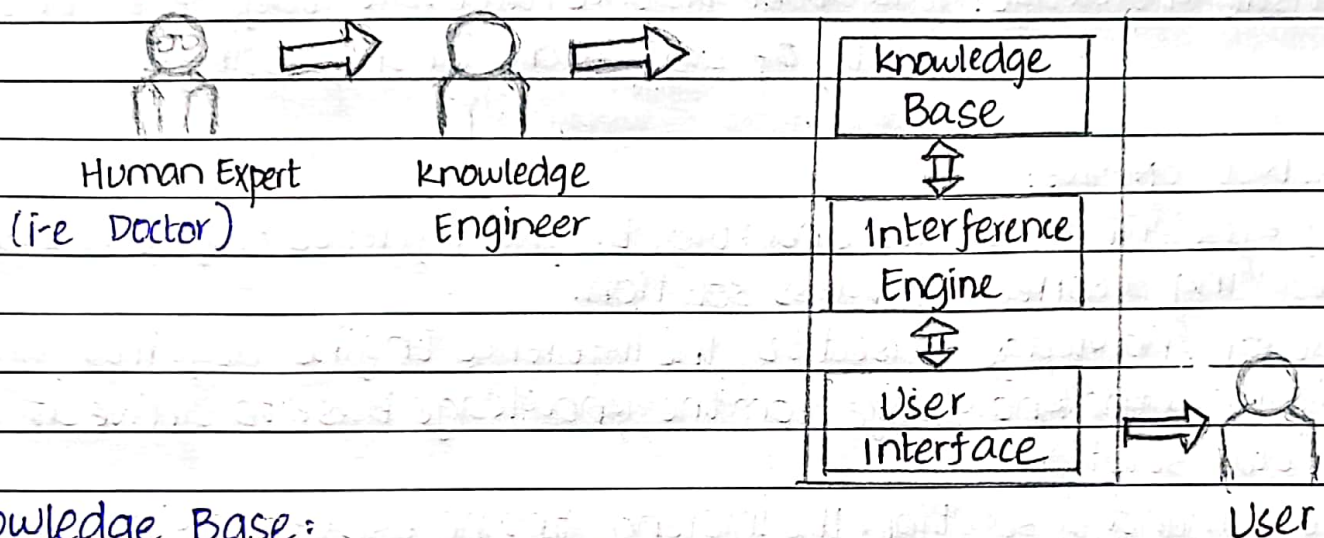 knowledge
Base
Human Expert
knowledge
(i-e Doctor)
Engineer
Interference
Engine
User
Interface
owledge Base:
User